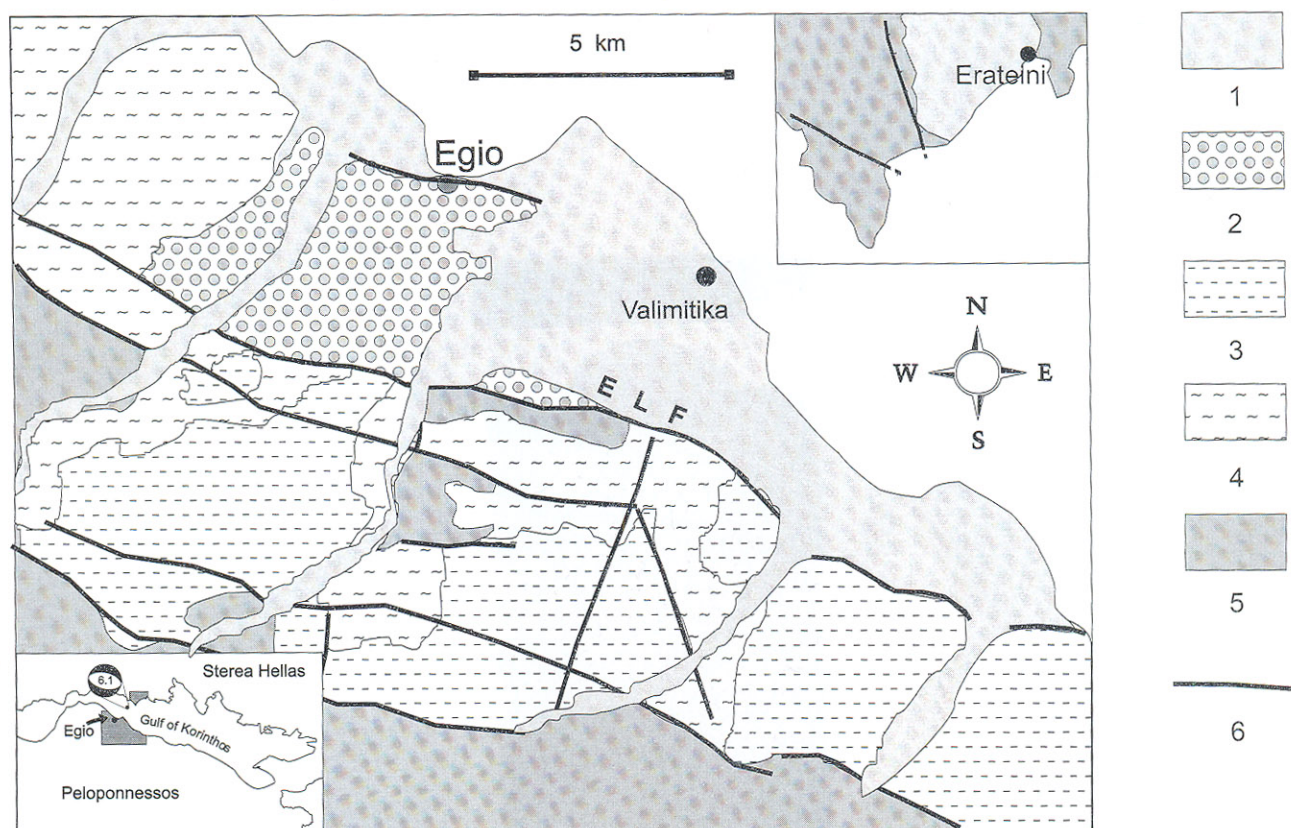 5 km
Erateini
1
Egio
2
Valimitika
3
N
W E
S
E L F
4
5
Sterea Hellas
6.1
Gulf of Korinthos
Egio
Peloponnessos
6